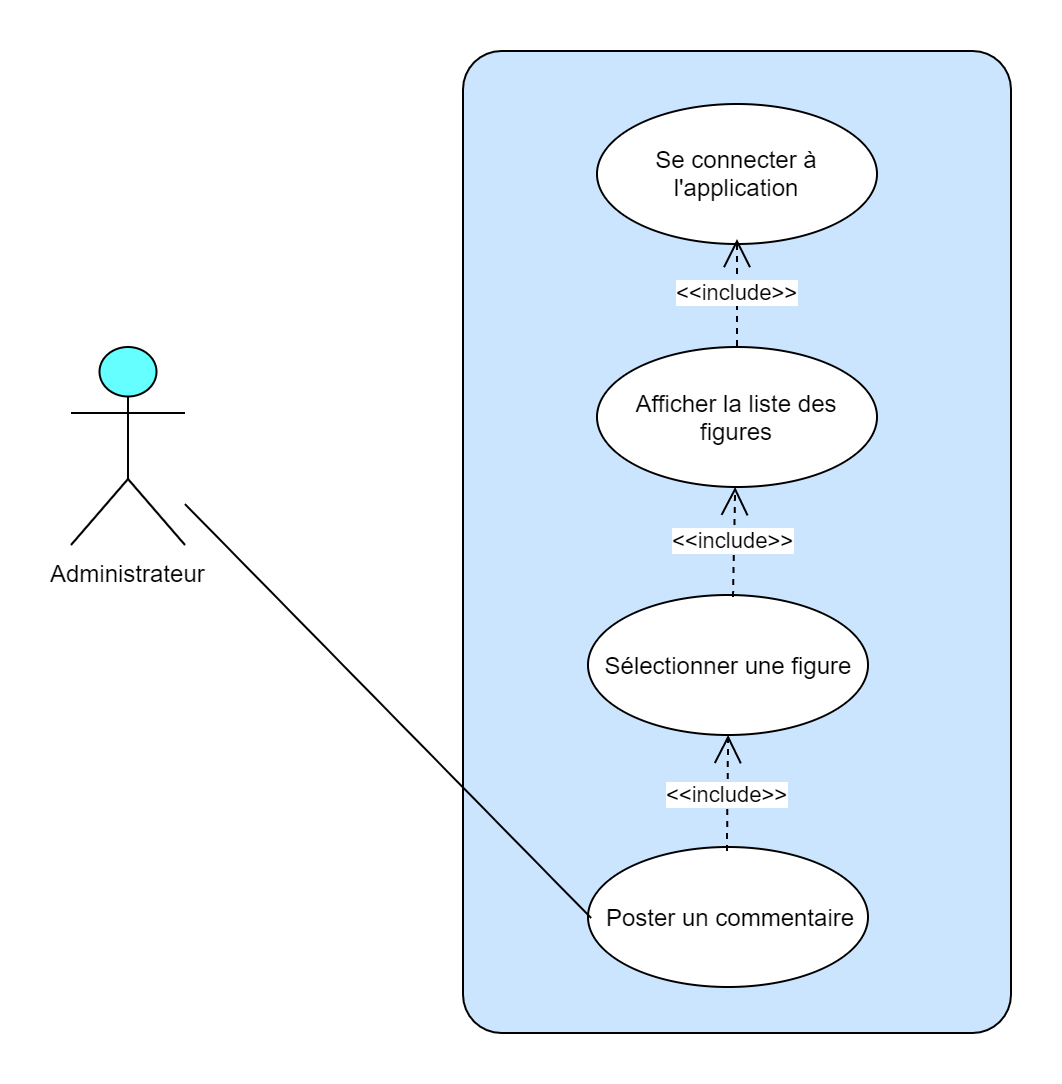 Se connecter à
l'application
<<include>>
Afficher la liste des
figures
<<include>>
Administrateur
Sélectionner une figure
<<include>>
Poster un commentaire